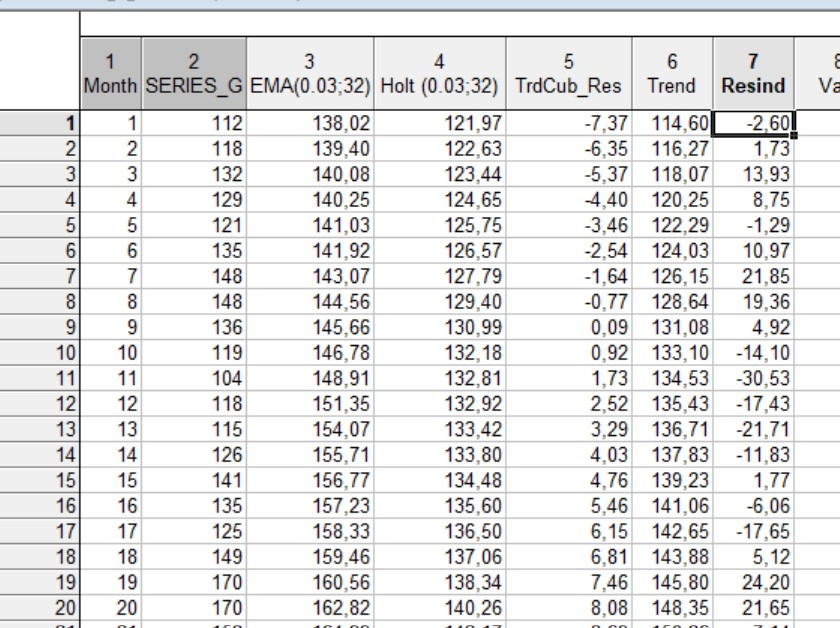 1 2 3 4 5 6 7 8
Month SERIES_G EMA(0.03;32) Holt (0.03;32) TrdCub_Res Trend Resind Va
1 1 112 138,02 121,97 -7,37 114,60 -2,60
2 2 118 139,40 122,63 -6,35 116,27 1,73
3 3 132 140,08 123,44 -5,37 118,07 13,93
4 4 129 140,25 124,65 -4,40 120,25 8,75
5 5 121 141,03 125,75 -3,46 122,29 -1,29
6 6 135 141,92 126,57 -2,54 124,03 10,97
7 7 148 143,07 127,79 -1,64 126,15 21,85
8 8 148 144,56 129,40 -0,77 128,64 19,36
9 9 136 145,66 130,99 0,09 131,08 4,92
10 10 119 146,78 132,18 0,92 133,10 -14,10
11 11 104 148,91 132,81 1,73 134,53 -30,53
12 12 118 151,35 132,92 2,52 135,43 -17,43
13 13 115 154,07 133,42 3,29 136,71 -21,71
14 14 126 155,71 133,80 4,03 137,83 -11,83
15 15 141 156,77 134,48 4,76 139,23 1,77
16 16 135 157,23 135,60 5,46 141,06 -6,06
17 17 125 158,33 136,50 6,15 142,65 -17,65
18 18 149 159,46 137,06 6,81 143,88 5,12
19 19 170 160,56 138,34 7,46 145,80 24,20
20 20 170 162,82 140,26 8,08 148,35 21,65